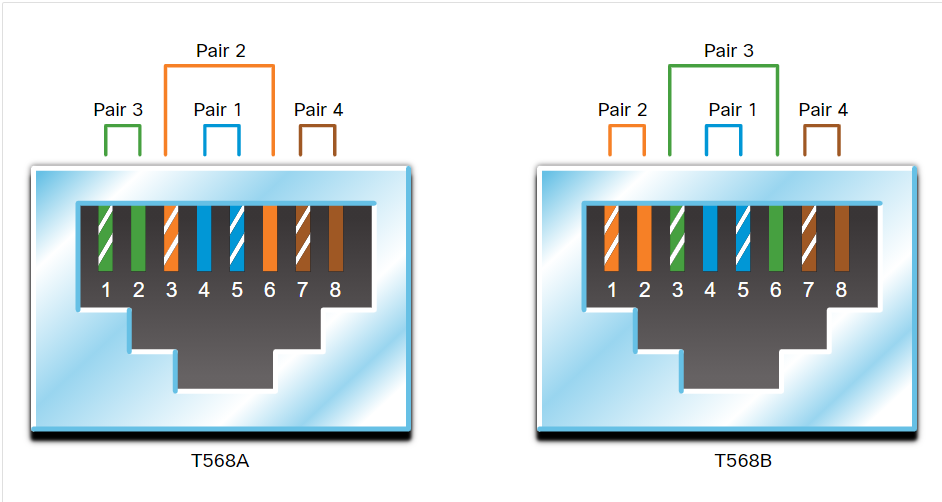 Pair 2
Pair 3 Pair 1 Pair 4
1 2 3 4 5 6 7 8
T568A
Pair 3
Pair 2 Pair 1 Pair 4
1 2 3 4 5 6 7 8
T568B